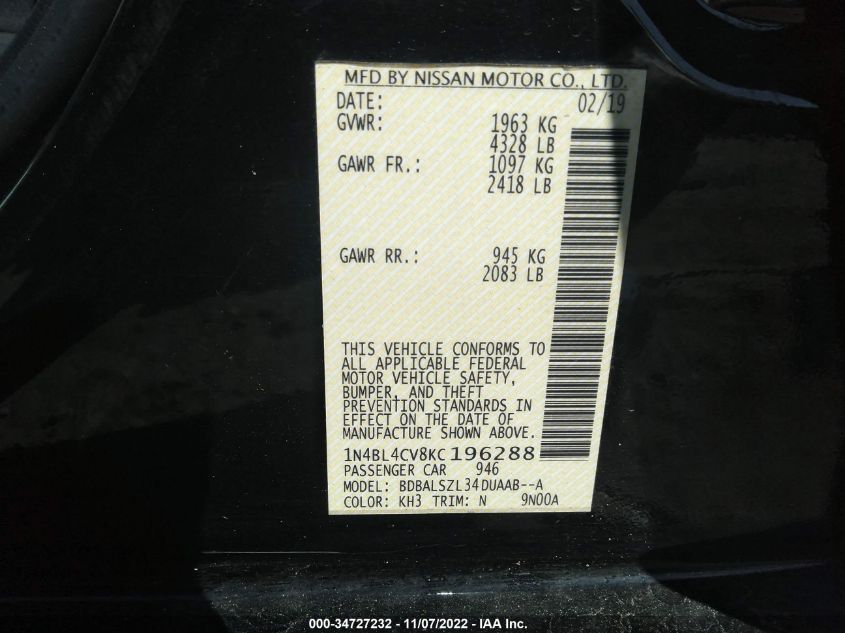 MFD BY NISSAN MOTOR CO., LTD.
DATE: 02/19
GVWR: 1963 KG
4328 LB
GAWR FR.: 1097 KG
2418 LB
GAWR RR.: 945 KG
2083 LB
THIS VEHICLE CONFORMS TO
ALL APPLICABLE FEDERAL
MOTOR VEHICLE SAFETY,
BUMPER, AND THEFT
PREVENTION STANDARDS IN
EFFECT ON THE DATE OF
MANUFACTURE SHOWN ABOVE.
1N4BL4CV8KC196288
PASSENGER CAR 946
MODEL: BDBALSZL34DUAAB--A
COLOR: KH3 TRIM: N 9N00A
000-34727232 - 11/07/2022 - IAA Inc.